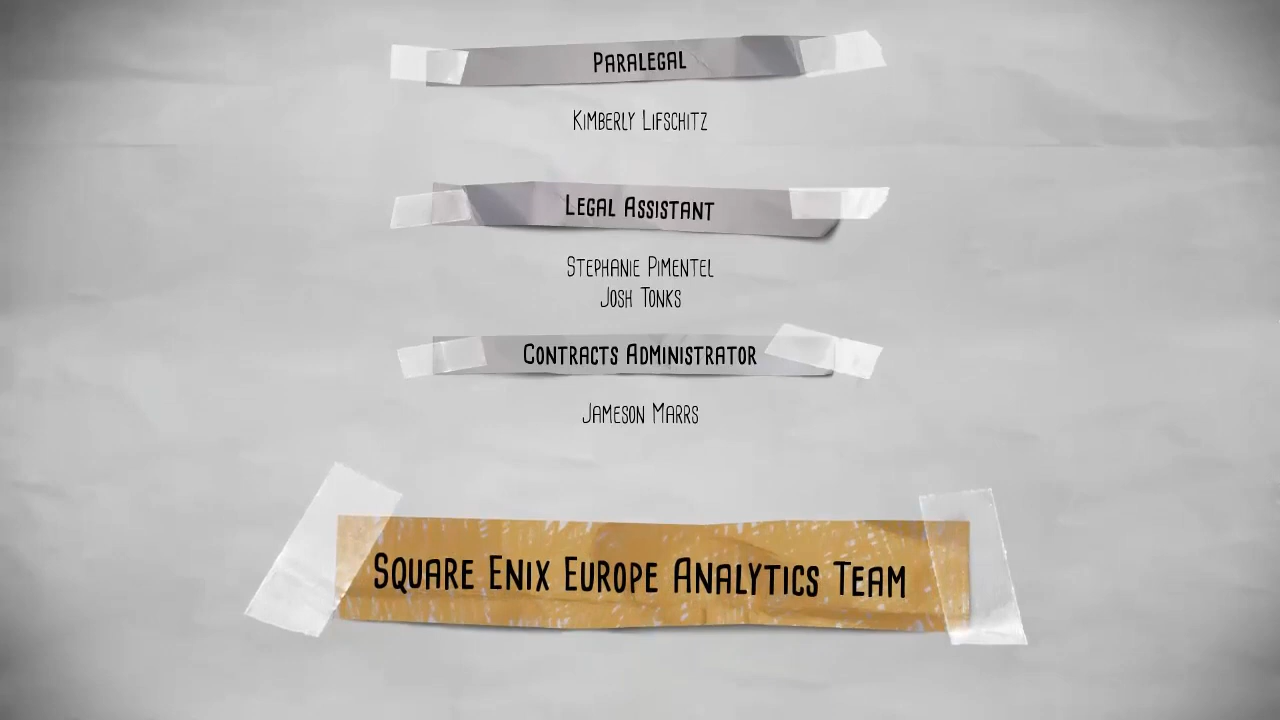 Paralegal
Kimberly Lifschitz
Legal Assistant
Stephanie Pimentel
Josh Tonks
Contracts Administrator
Jameson Marrs
Square Enix Europe Analytics Team